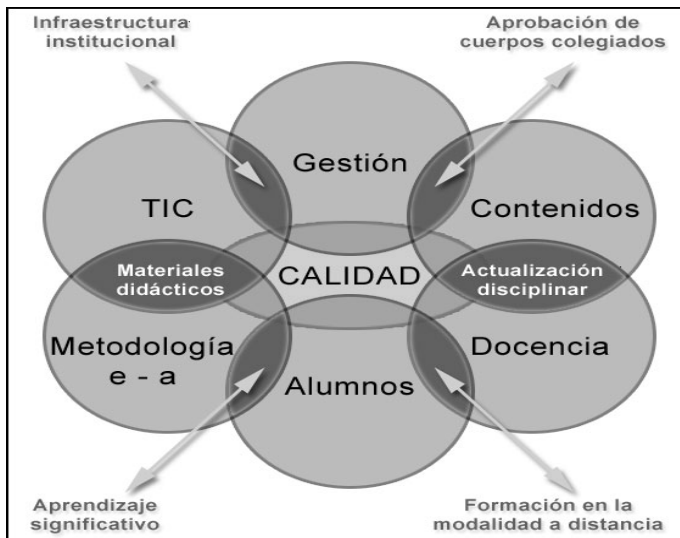 Infraestructura
institucional
Aprobación de
cuerpos colegiados
Gestión
TIC
Contenidos
Materiales
didácticos
CALIDAD
Actualización
disciplinar
Metodología
e - a
Alumnos
Docencia
Aprendizaje
significativo
Formación en la
modalidad a distancia